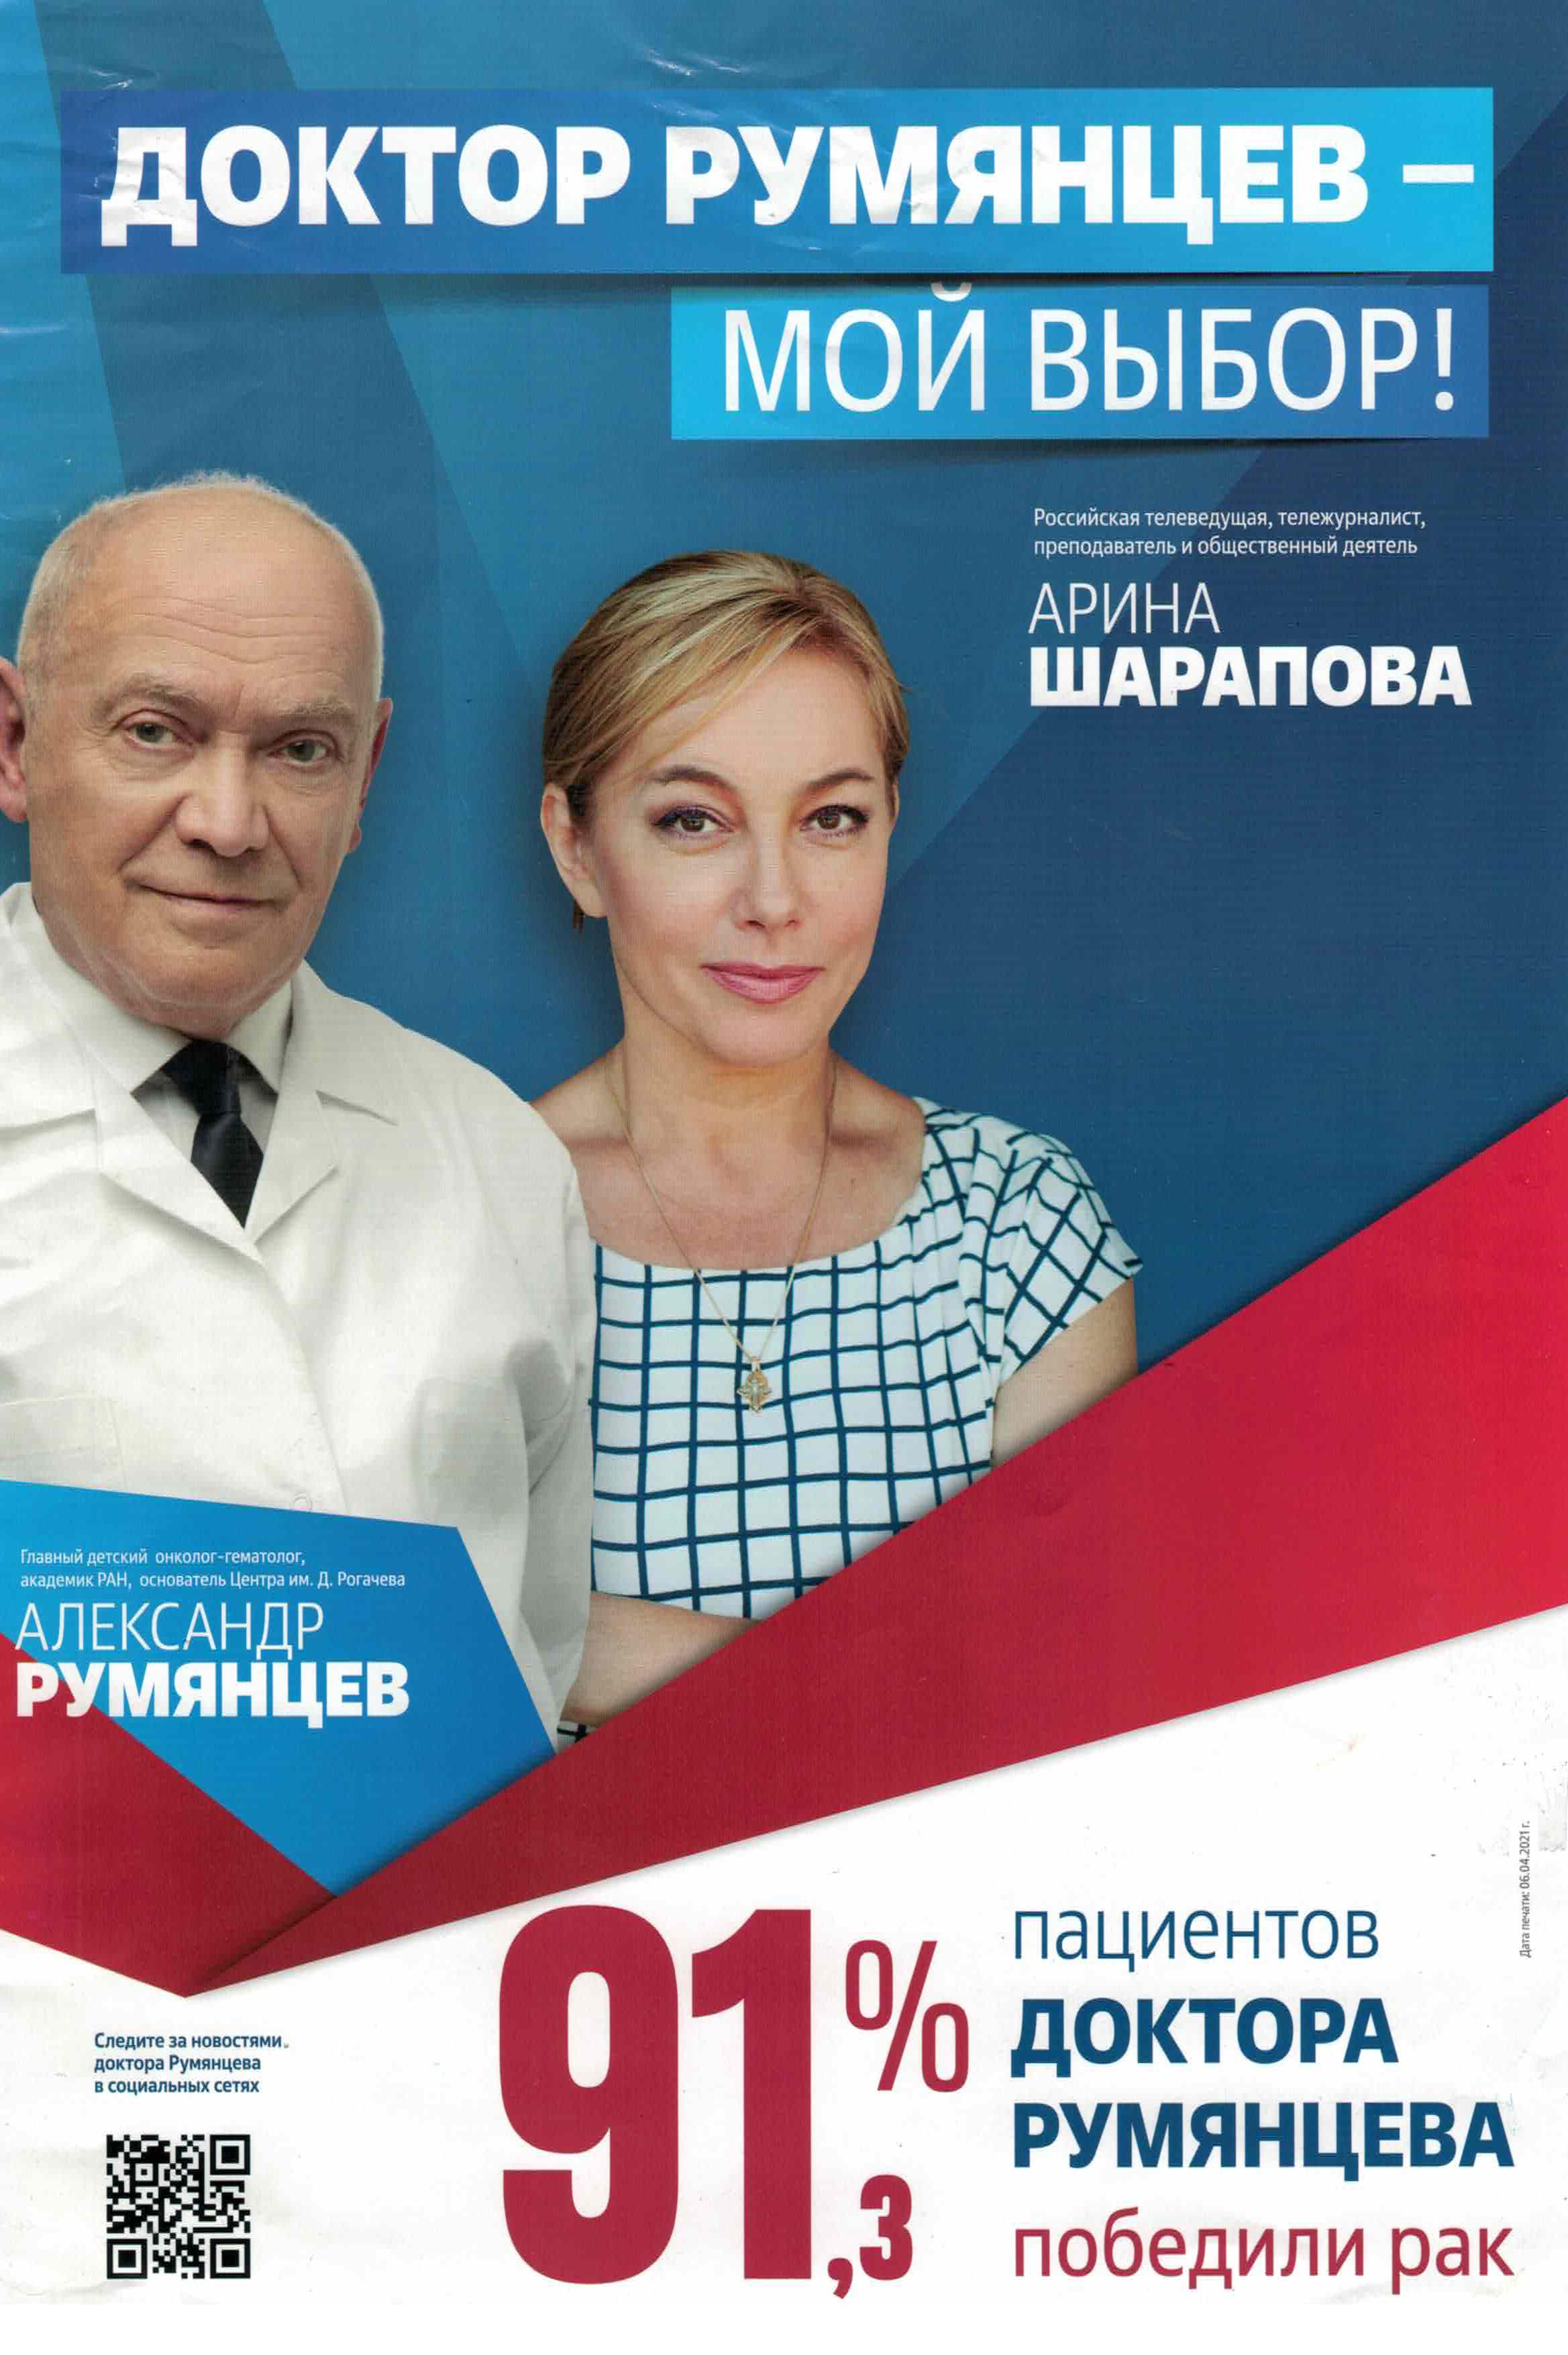 ДОКТОР РУМЯНЦЕВ –
МОЙ ВЫБОР!
Российская телеведущая, тележурналист,
преподаватель и общественный деятель
АРИНА
ШАРАПОВА
Главный детский онколог-гематолог,
академик РАН, основатель Центра им. Д. Рогачева
АЛЕКСАНДР
РУМЯНЦЕВ
Дата печати: 06.04.2021 г.
Следите за новостями
доктора Румянцева
в социальных сетях
91,3%
пациентов
ДОКТОРА
РУМЯНЦЕВА
победили рак